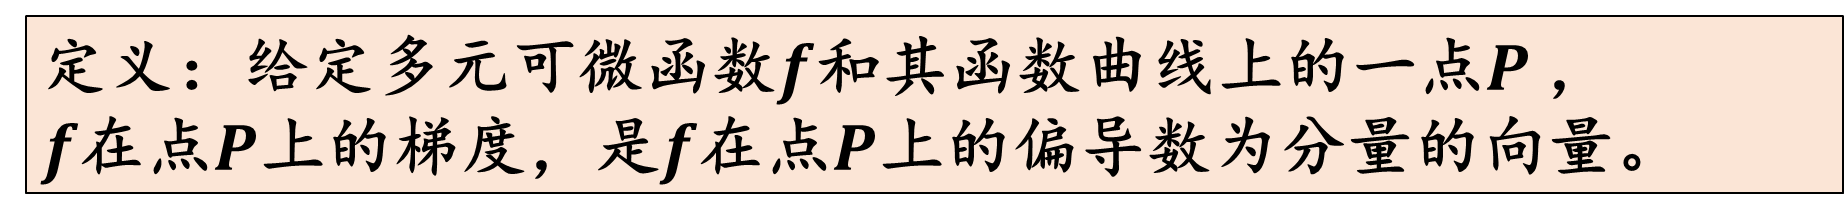 定义：给定多元可微函数f和其函数曲线上的一点P，
f在点P上的梯度，是f在点P上的偏导数为分量的向量。